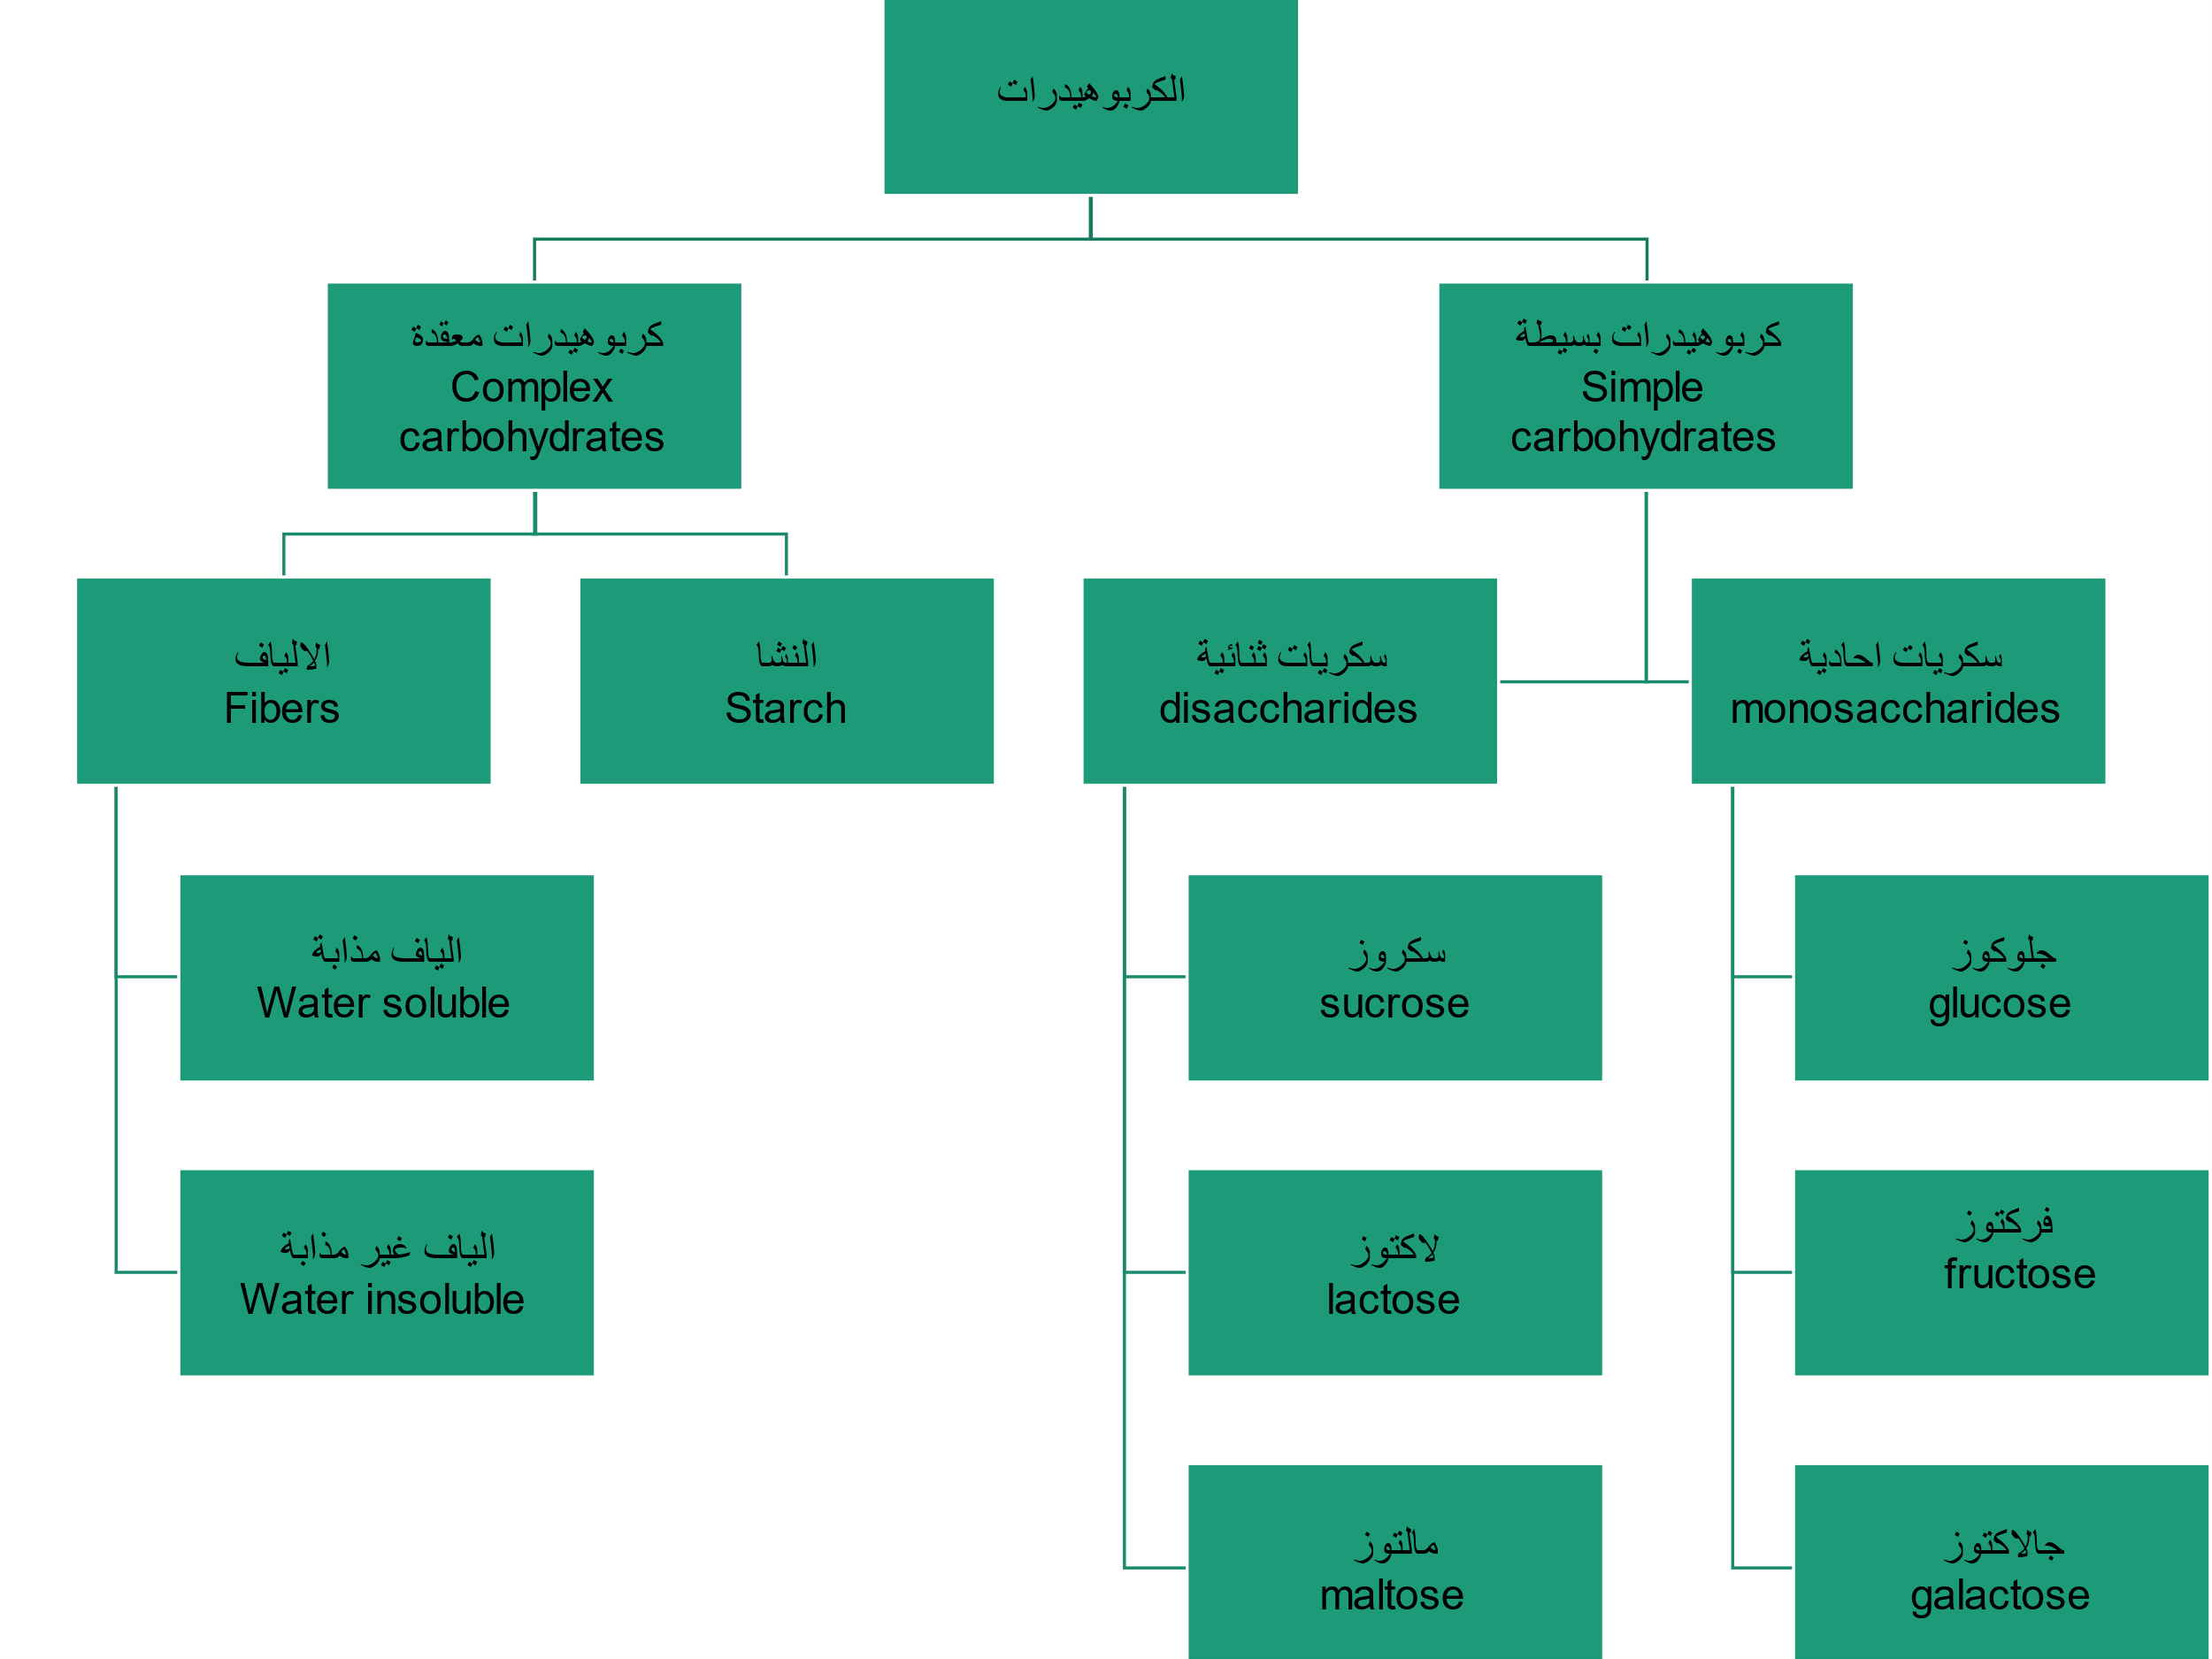 الكربوهيدرات
كربوهيدرات بسيطة
Simple
carbohydrates
كربوهيدرات معقدة
Complex
carbohydrates
سكريات احادية
monosaccharides
سكريات ثنائية
disaccharides
النشا
Starch
الالياف
Fibers
جلوكوز
glucose
سكروز
sucrose
الياف مذابة
Water soluble
فركتوز
fructose
لاكتوز
lactose
الياف غير مذابة
Water insoluble
جالاكتوز
galactose
مالتوز
maltose